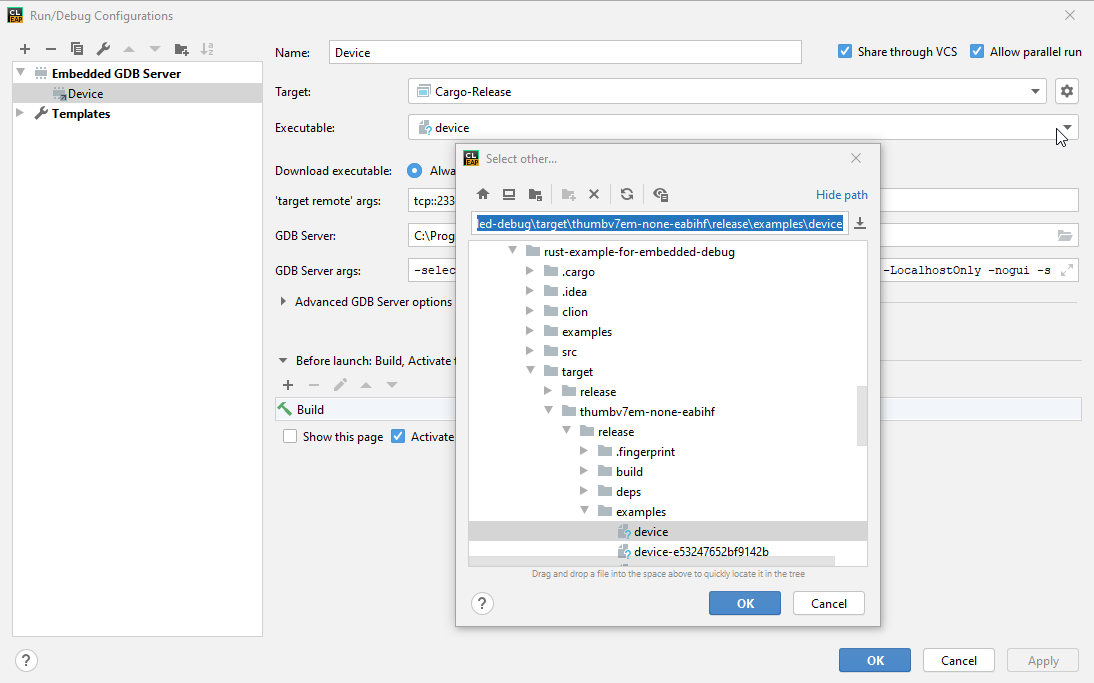 CL EAP Run/Debug Configurations
Name: Device Share through VCS Allow parallel run
Embedded GDB Server
Device
Templates
Target: Cargo-Release
Executable: device
Download executable: Alwa
'target remote' args: tcp::233
GDB Server: C:\Prog
GDB Server args: -selec -LocalhostOnly -nogui -s
Advanced GDB Server options
Before launch: Build, Activate t
Build
Show this page Activate
CL EAP Select other...
Hide path
led-debug\target\thumbv7em-none-eabihf\release\examples\device
rust-example-for-embedded-debug
.cargo
.idea
clion
examples
src
target
release
thumbv7em-none-eabihf
release
.fingerprint
build
deps
examples
device
device-e53247652bf9142b
Drag and drop a file into the space above to quickly locate it in the tree
? OK Cancel
? OK Cancel Apply